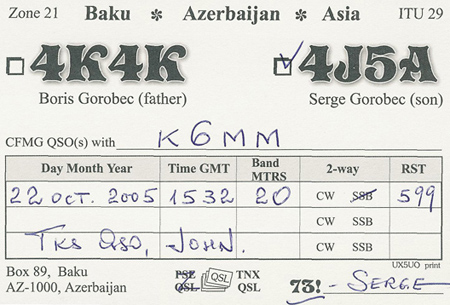 Zone 21 Baku * Azerbaijan * Asia ITU 29
4K4K 4J5A
Boris Gorobec (father) Serge Gorobec (son)
CFMG QSO(s) with K6MM
Day Month Year Time GMT Band MTRS 2-way RST
22 OCT. 2005 1532 20 CW SSB 599
CW SSB
TKS QSO, JOHN. CW SSB
UX5UO print
Box 89, Baku PSE QSL TNX
AZ-1000, Azerbaijan QSL QSL 73! - SERGE